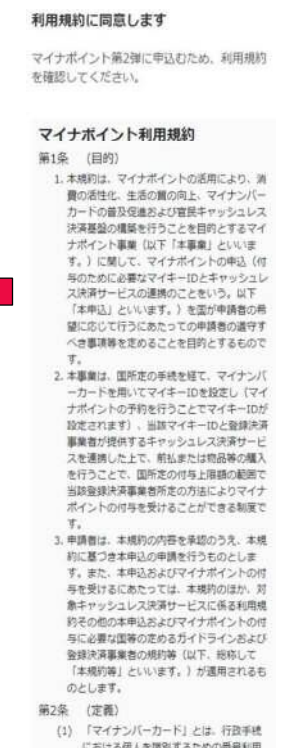 利用規約に同意します
マイナポイント第2弾に申込むため、利用規約
を確認してください。
マイナポイント利用規約
第1条 (目的)
1. 本規約は、マイナポイントの活用により、消
費の活性化、生活の質の向上、マイナンバー
カードの普及促進および官民キャッシュレス
決済基盤の構築を行うことを目的とするマイ
ナポイント事業（以下「本事業」といいま
す。）に関して、マイナポイントの申込（付
与のために必要なマイキーIDとキャッシュレ
ス決済サービスの連携のことをいう。以下
「本申込」といいます。）を国が申請者の希
望に応じて行うにあたっての申請者の遵守す
べき事項等を定めることを目的とするもので
す。
2. 本事業は、国所定の手続を経て、マイナンバ
ーカードを用いてマイキーIDを設定し（マイ
ナポイントの予約を行うことでマイキーIDが
設定されます）、当該マイキーIDと登録決済
事業者が提供するキャッシュレス決済サービ
スを連携した上で、前払または物品等の購入
を行うことで、国所定の付与上限額の範囲で
当該登録決済事業者所定の方法によりマイナ
ポイントの付与を受けることができる制度で
す。
3. 申請者は、本規約の内容を承認のうえ、本規
約に基づき本申込の申請を行うものとしま
す。また、本申込およびマイナポイントの付
与を受けるにあたっては、本規約のほか、対
象キャッシュレス決済サービスに係る利用規
約その他の本申込およびマイナポイントの付
与に必要な国等の定めるガイドラインおよび
登録決済事業者の規約等（以下、総称して
「本規約等」といいます。）が適用されるも
のとします。
第2条 (定義)
(1) 「マイナンバーカード」とは、行政手続
における個人を識別するための番号利用